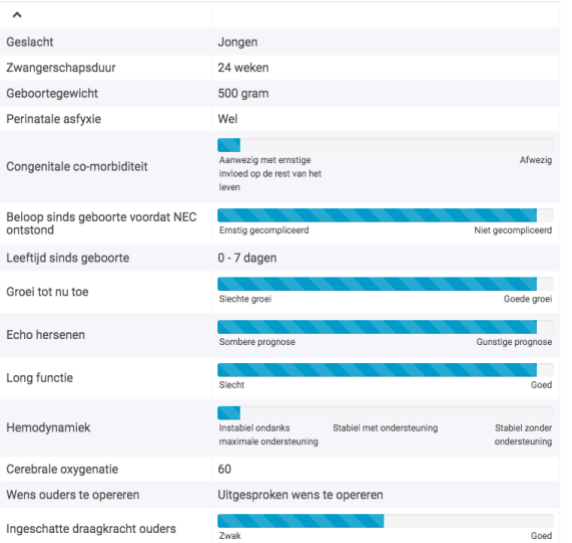 Geslacht Jongen
Zwangerschapsduur 24 weken
Geboortegewicht 500 gram
Perinatale asfyxie Wel
Congenitale co-morbiditeit
Aanwezig met ernstige Afwezig
invloed op de rest van het
leven
Beloop sinds geboorte voordat NEC
ontstond
Ernstig gecompliceerd Niet gecompliceerd
Leeftijd sinds geboorte 0 - 7 dagen
Groei tot nu toe
Slechte groei Goede groei
Echo hersenen
Sombere prognose Gunstige prognose
Long functie
Slecht Goed
Hemodynamiek
Instabiel ondanks Stabiel met ondersteuning Stabiel zonder
maximale ondersteuning ondersteuning
Cerebrale oxygenatie 60
Wens ouders te opereren Uitgesproken wens te opereren
Ingeschatte draagkracht ouders
Zwak Goed